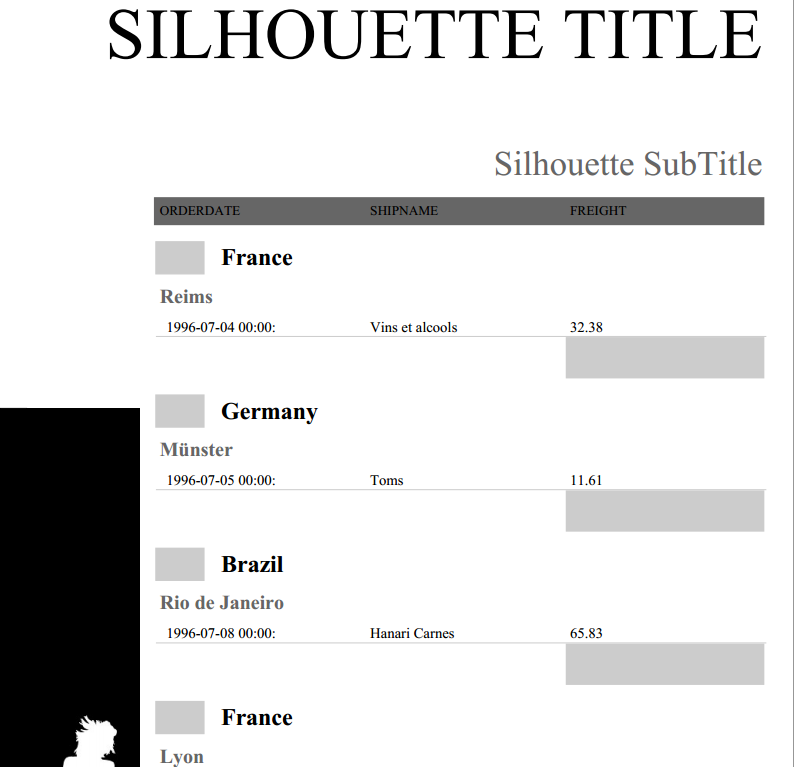 SILHOUETTE TITLE
Silhouette SubTitle
ORDERDATE SHIPNAME FREIGHT
France
Reims
1996-07-04 00:00: Vins et alcools 32.38
Germany
Münster
1996-07-05 00:00: Toms 11.61
Brazil
Rio de Janeiro
1996-07-08 00:00: Hanari Carnes 65.83
France
Lyon